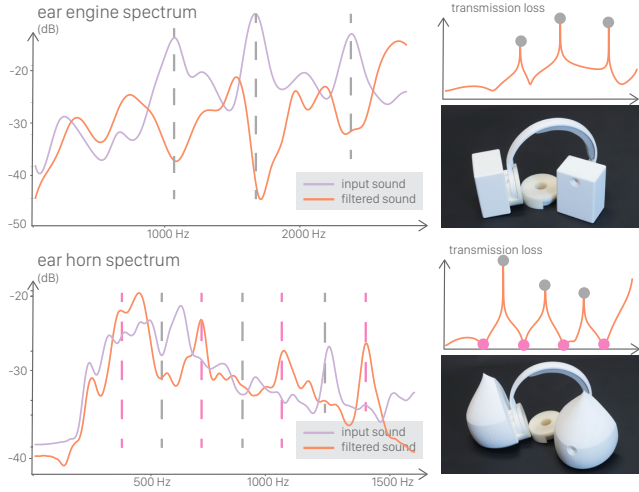 ear engine spectrum
(dB)
-20
-30
-40
-50
1000 Hz
2000 Hz
input sound
filtered sound
transmission loss
ear horn spectrum
(dB)
-20
-30
-40
500 Hz
1000 Hz
1500 Hz
input sound
filtered sound
transmission loss